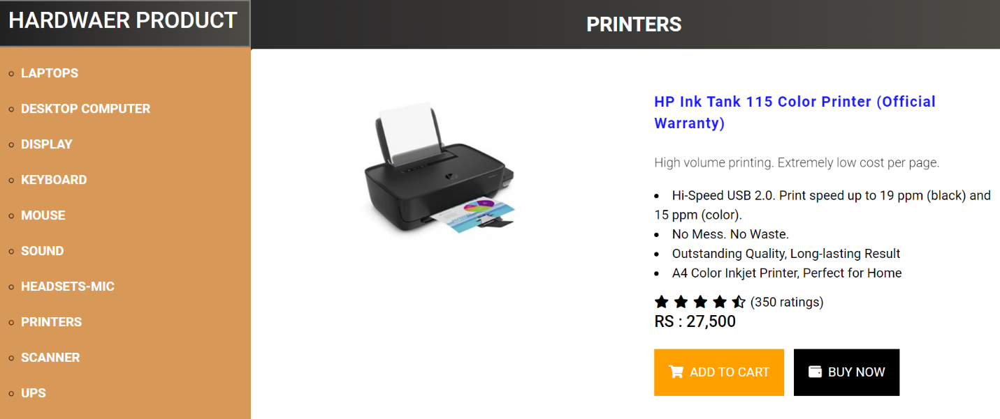 HARDWAER PRODUCT
PRINTERS
LAPTOPS
DESKTOP COMPUTER
DISPLAY
KEYBOARD
MOUSE
SOUND
HEADSETS-MIC
PRINTERS
SCANNER
UPS
HP Ink Tank 115 Color Printer (Official
Warranty)
High volume printing. Extremely low cost per page.
Hi-Speed USB 2.0. Print speed up to 19 ppm (black) and
15 ppm (color).
No Mess. No Waste.
Outstanding Quality, Long-lasting Result
A4 Color Inkjet Printer, Perfect for Home
(350 ratings)
RS : 27,500
ADD TO CART
BUY NOW